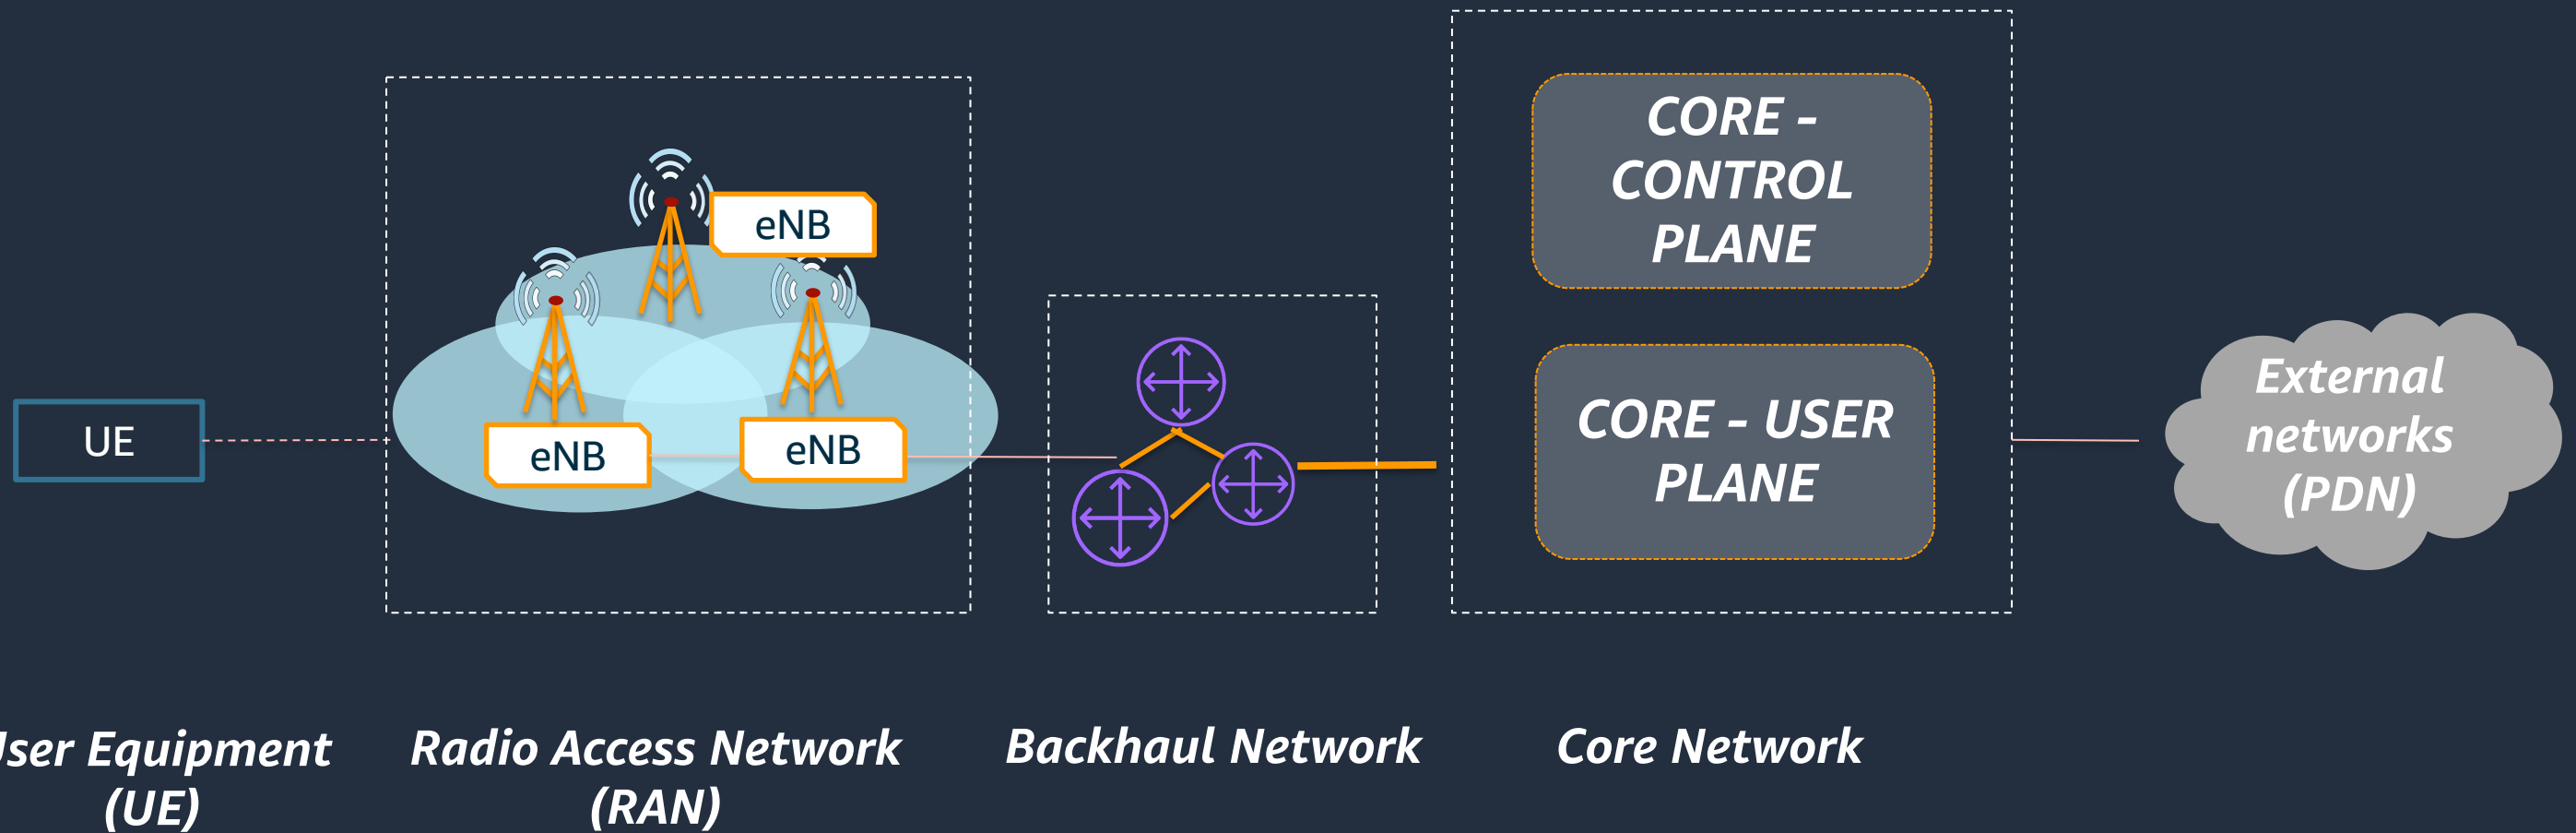 CORE -
CONTROL
PLANE
eNB
External
networks
(PDN)
CORE - USER
PLANE
UE
eNB
eNB
User Equipment
(UE)
Radio Access Network
(RAN)
Backhaul Network
Core Network